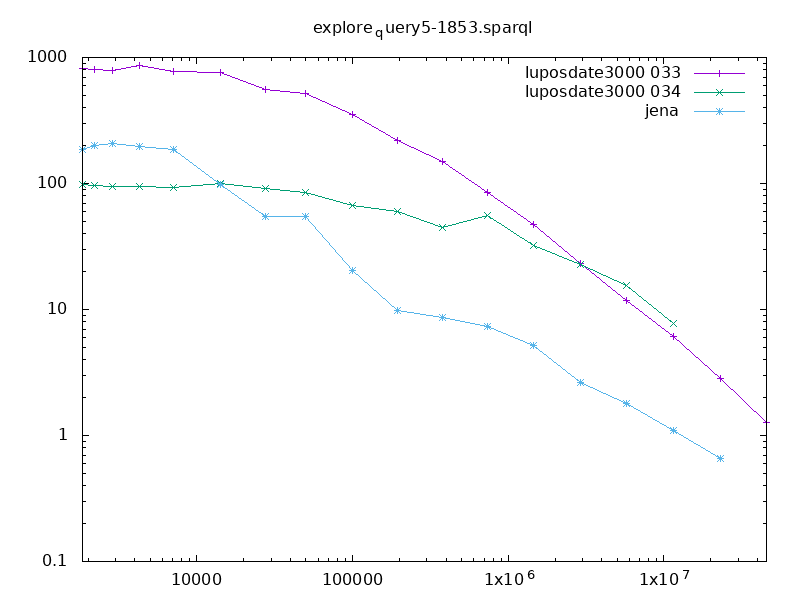 explore_query5-1853.sparql
1000
100
10
1
0.1
luposdate3000 033
luposdate3000 034
jena
10000
100000
1x10^6
1x10^7